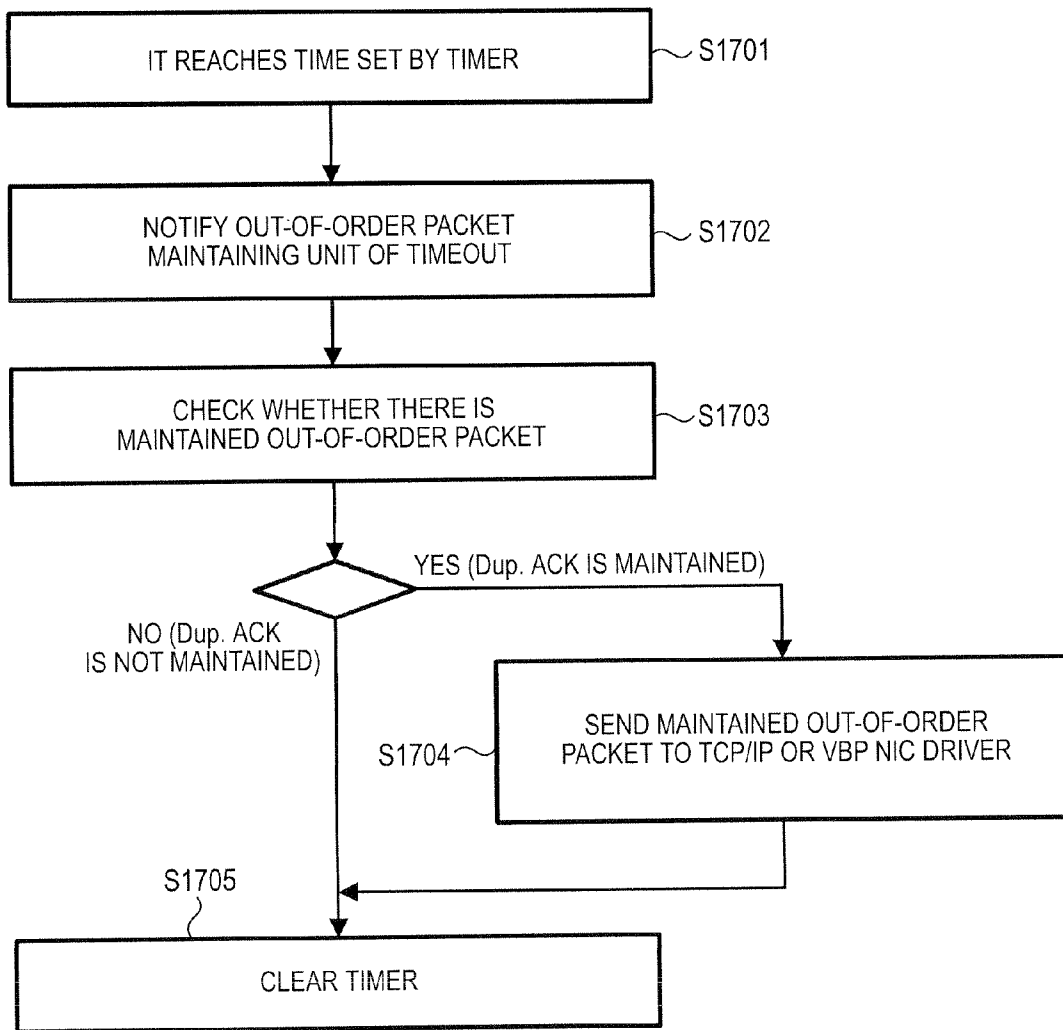 IT REACHES TIME SET BY TIMER
S1701
NOTIFY OUT-OF-ORDER PACKET
MAINTAINING UNIT OF TIMEOUT
S1702
CHECK WHETHER THERE IS
MAINTAINED OUT-OF-ORDER PACKET
S1703
YES (Dup. ACK IS MAINTAINED)
NO (Dup. ACK
IS NOT MAINTAINED)
SEND MAINTAINED OUT-OF-ORDER
PACKET TO TCP/IP OR VBP NIC DRIVER
S1704
S1705
CLEAR TIMER